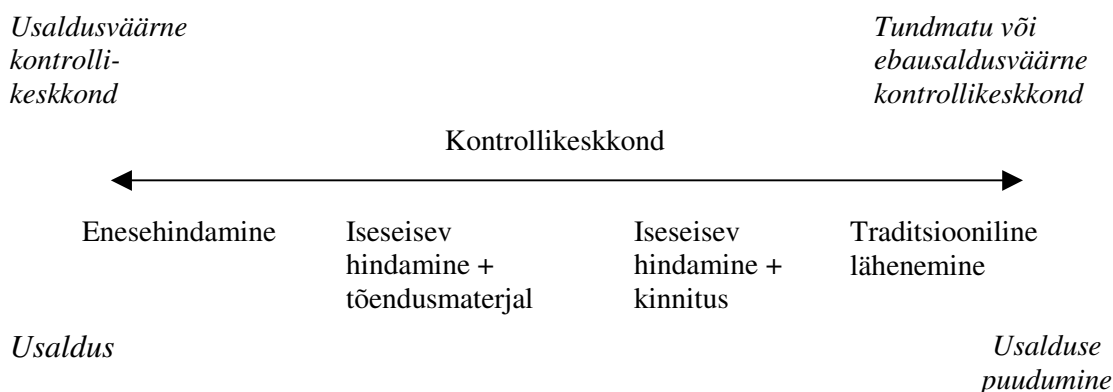 Usaldusväärne
kontrolli-
keskkond
Tundmatu või
ebausaldusväärne
kontrollikeskkond
Kontrollikeskkond
Enesehindamine
Iseseisev
hindamine +
tõendusmaterjal
Iseseisev
hindamine +
kinnitus
Traditsiooniline
lähenemine
Usaldus
Usalduse
puudumine